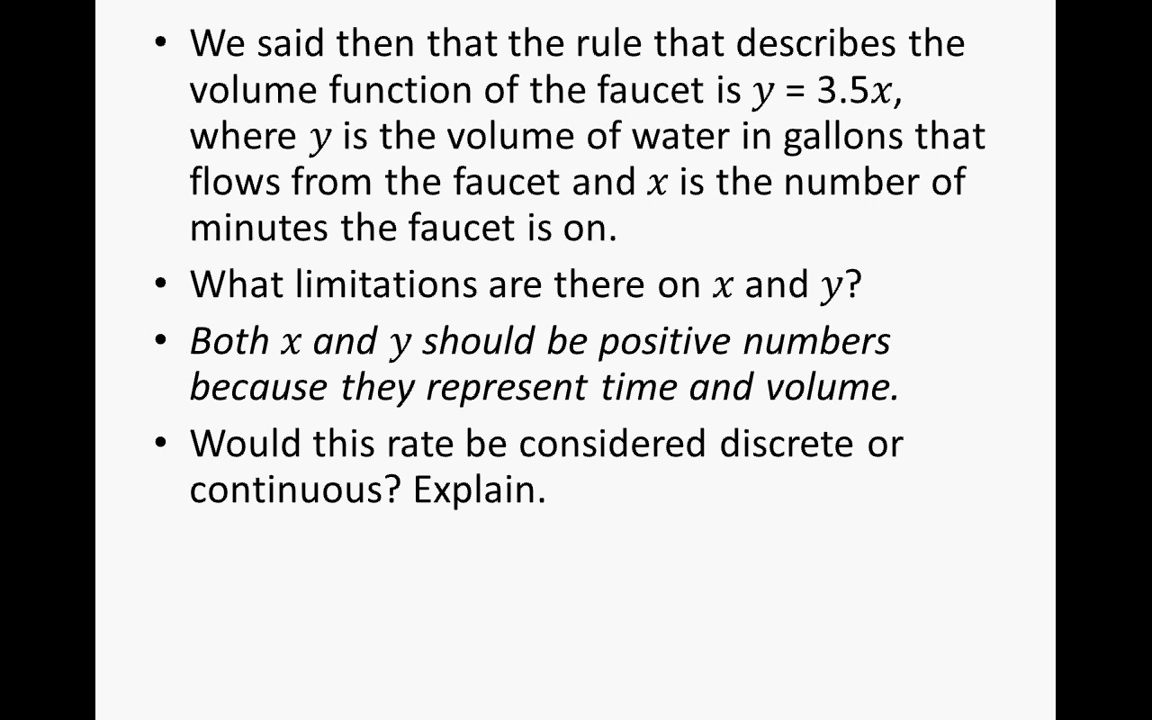 • We said then that the rule that describes the
volume function of the faucet is y = 3.5x,
where y is the volume of water in gallons that
flows from the faucet and x is the number of
minutes the faucet is on.
• What limitations are there on x and y?
• Both x and y should be positive numbers
because they represent time and volume.
• Would this rate be considered discrete or
continuous? Explain.